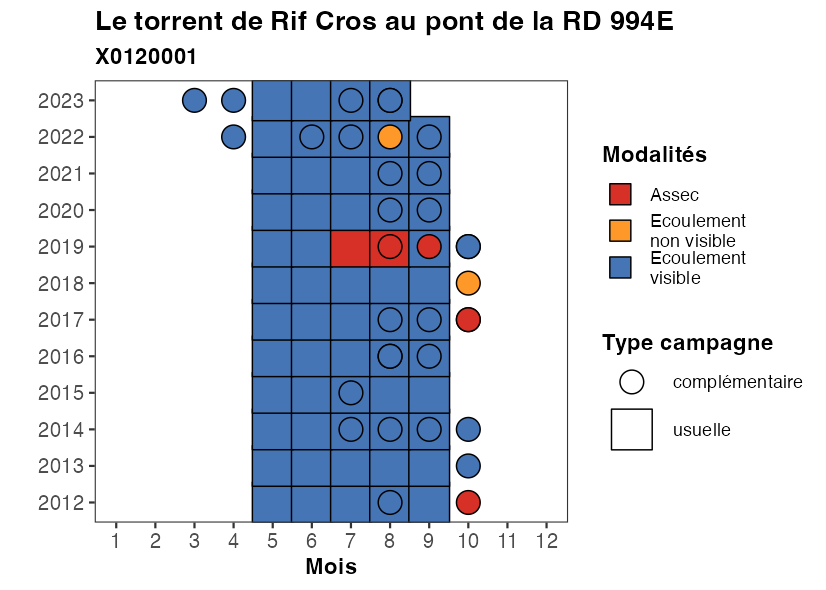 Le torrent de Rif Cros au pont de la RD 994E
X0120001
2023
2022
2021
2020
2019
2018
2017
2016
2015
2014
2013
2012
1 2 3 4 5 6 7 8 9 10 11 12
Mois
Modalités
Assec
Ecoulement
non visible
Ecoulement
visible
Type campagne
complémentaire
usuelle